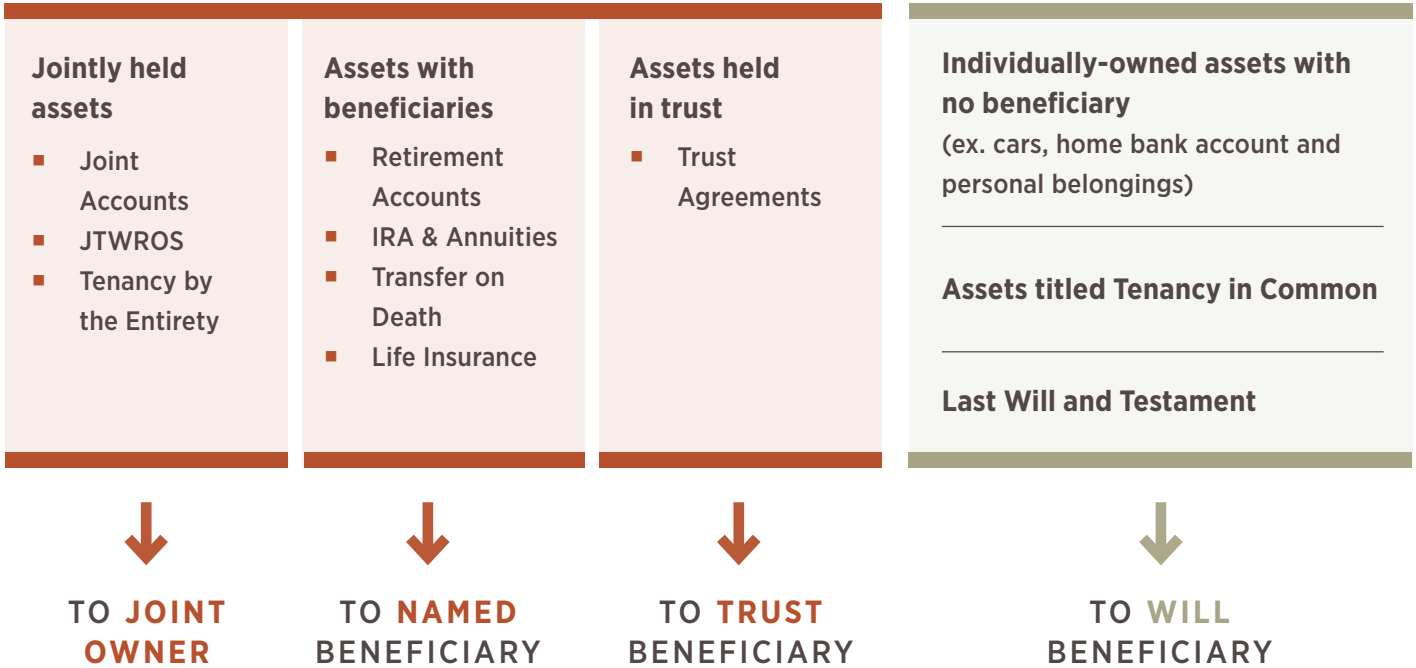 Jointly held
assets
Joint
Accounts
JTWROS
Tenancy by
the Entirety
Assets with
beneficiaries
Retirement
Accounts
IRA & Annuities
Transfer on
Death
Life Insurance
Assets held
in trust
Trust
Agreements
Individually-owned assets with
no beneficiary
(ex. cars, home bank account and
personal belongings)
Assets titled Tenancy in Common
Last Will and Testament
TO JOINT
OWNER
TO NAMED
BENEFICIARY
TO TRUST
BENEFICIARY
TO WILL
BENEFICIARY